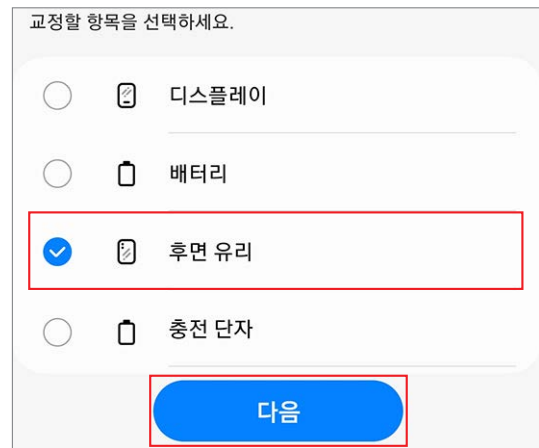 교정할 항목을 선택하세요.
디스플레이
배터리
후면 유리
충전 단자
다음